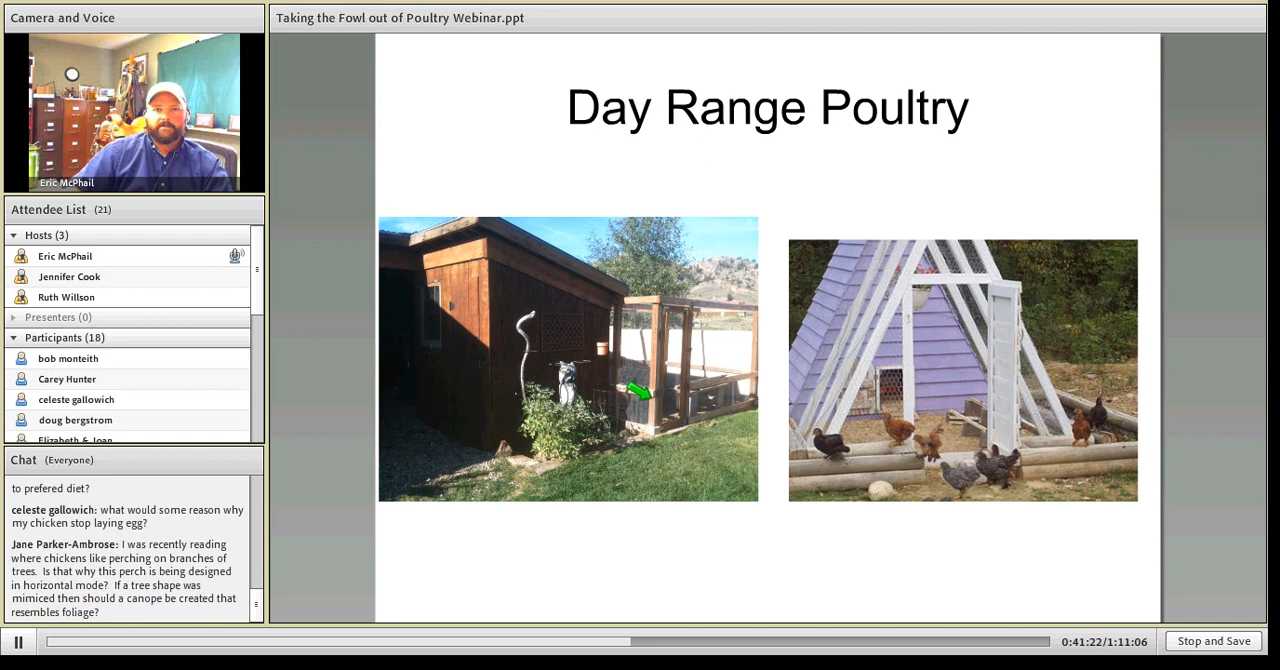 Camera and Voice
Eric McPhail
Attendee List (21)
Hosts (3)
Eric McPhail
Jennifer Cook
Ruth Willson
Presenters (0)
Participants (18)
bob monteith
Carey Hunter
celeste gallowich
doug bergstrom
Elizabeth & Joan
Chat (Everyone)
to prefered diet?
celeste gallowich: what would some reason why
my chicken stop laying egg?
Jane Parker-Ambrose: I was recently reading
where chickens like perching on branches of
trees. Is that why this perch is being designed
in horizontal mode? If a tree shape was
mimiced then should a canope be created that
resembles foliage?
Taking the Fowl out of Poultry Webinar.ppt
Day Range Poultry
0:41:22/1:11:06
Stop and Save